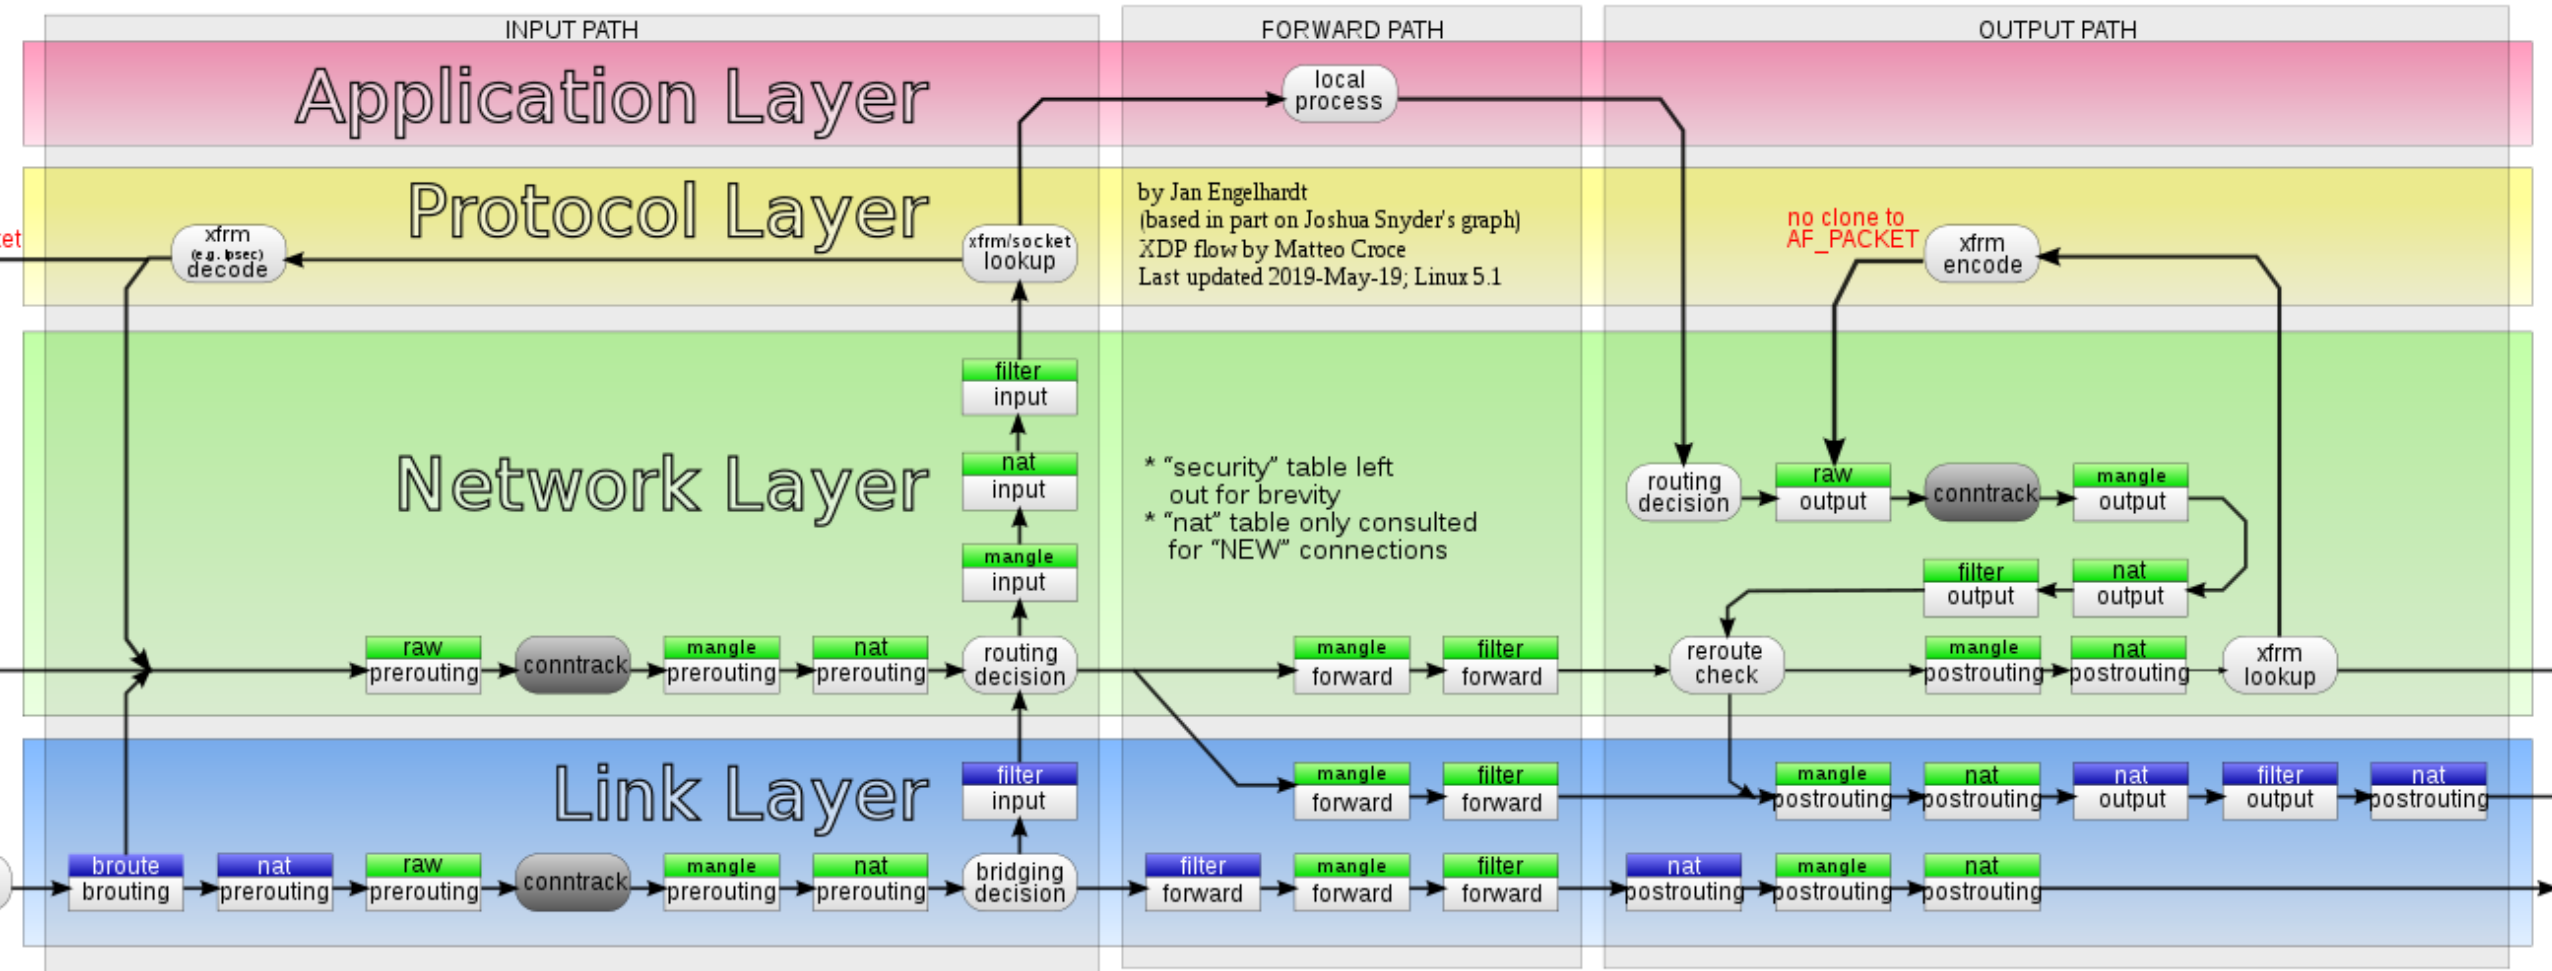 INPUT PATH
FORWARD PATH
OUTPUT PATH
Application Layer
local
process
Protocol Layer
by Jan Engelhardt
(based in part on Joshua Snyder's graph)
XDP flow by Matteo Croce
Last updated 2019-May-19; Linux 5.1
xfrm
(e.g. ipsec)
decode
xfrm/socket
lookup
no clone to
AF_PACKET
xfrm
encode
Network Layer
filter
input
nat
input
mangle
input
* “security” table left
out for brevity
* “nat” table only consulted
for “NEW” connections
routing
decision
raw
output
conntrack
mangle
output
filter
output
nat
output
raw
prerouting
conntrack
mangle
prerouting
nat
prerouting
routing
decision
mangle
forward
filter
forward
reroute
check
mangle
postrouting
nat
postrouting
xfrm
lookup
Link Layer
filter
input
mangle
forward
filter
forward
mangle
postrouting
nat
postrouting
nat
output
filter
output
nat
postrouting
broute
brouting
nat
prerouting
raw
prerouting
conntrack
mangle
prerouting
nat
prerouting
bridging
decision
filter
forward
mangle
forward
filter
forward
nat
postrouting
mangle
postrouting
nat
postrouting